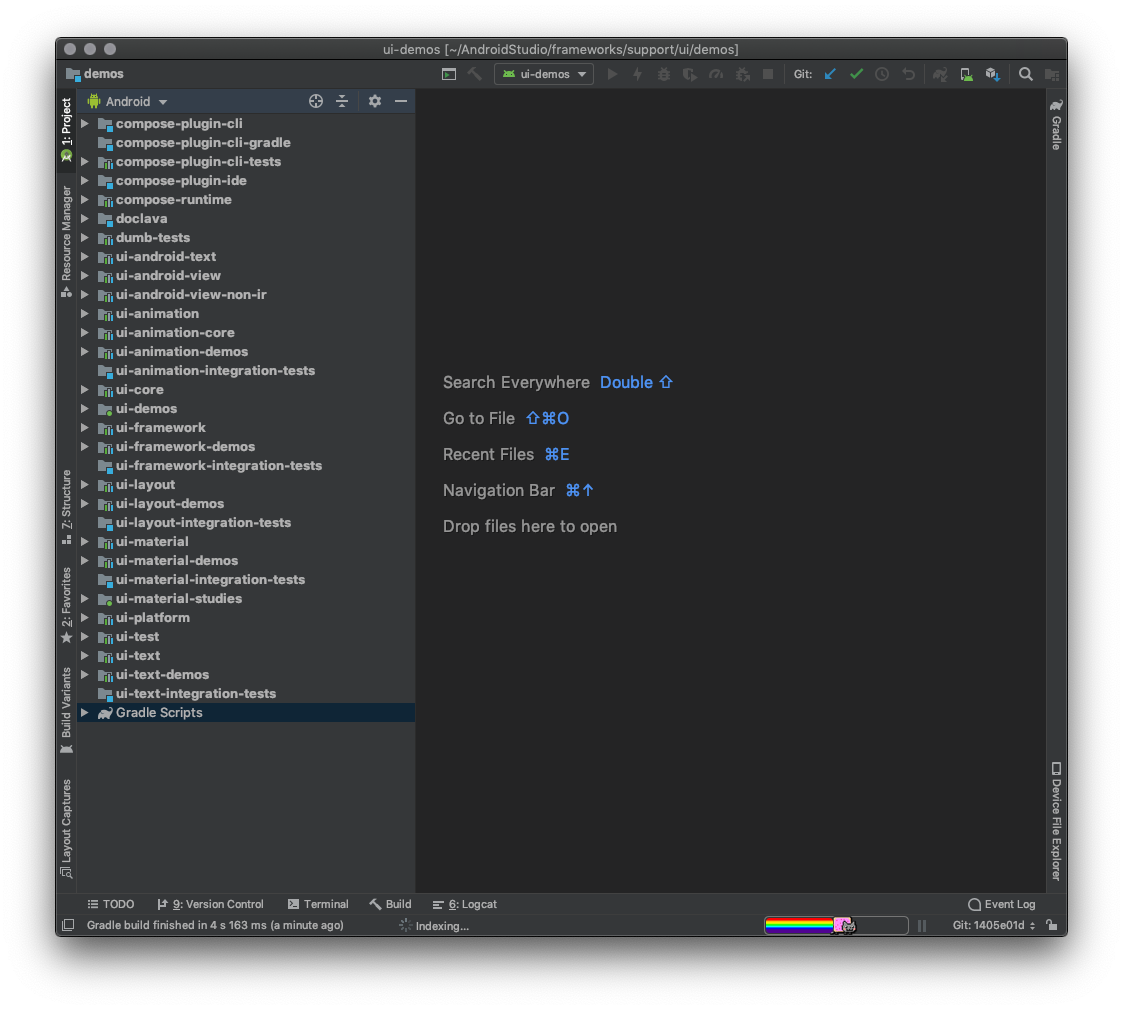 ui-demos [~/AndroidStudio/frameworks/support/ui/demos]
demos
ui-demos
Git:
Android
1: Project
Resource Manager
Z: Structure
2: Favorites
Build Variants
Layout Captures
compose-plugin-cli
compose-plugin-cli-gradle
compose-plugin-cli-tests
compose-plugin-ide
compose-runtime
doclava
dumb-tests
ui-android-text
ui-android-view
ui-android-view-non-ir
ui-animation
ui-animation-core
ui-animation-demos
ui-animation-integration-tests
ui-core
ui-demos
ui-framework
ui-framework-demos
ui-framework-integration-tests
ui-layout
ui-layout-demos
ui-layout-integration-tests
ui-material
ui-material-demos
ui-material-integration-tests
ui-material-studies
ui-platform
ui-test
ui-text
ui-text-demos
ui-text-integration-tests
Gradle Scripts
Search Everywhere Double ⇧
Go to File ⇧⌘O
Recent Files ⌘E
Navigation Bar ⌘↑
Drop files here to open
Gradle
Device File Explorer
TODO 9: Version Control Terminal Build 6: Logcat Event Log
Gradle build finished in 4 s 163 ms (a minute ago) Indexing... Git: 1405e01d